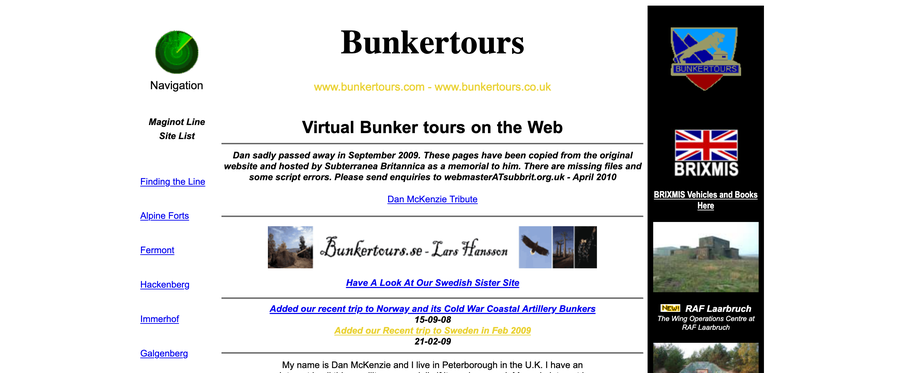 Bunkertours
www.bunkertours.com - www.bunkertours.co.uk
Virtual Bunker tours on the Web
Dan sadly passed away in September 2009. These pages have been copied from the original
website and hosted by Subterranea Britannica as a memorial to him. There are missing files and
some script errors. Please send enquiries to webmasterATsubbrit.org.uk - April 2010
Dan McKenzie Tribute
Bunkertours.se - Lars Hansson
Have A Look At Our Swedish Sister Site
Added our recent trip to Norway and its Cold War Coastal Artillery Bunkers
15-09-08
Added our Recent trip to Sweden in Feb 2009
21-02-09
My name is Dan McKenzie and I live in Peterborough in the U.K. I have an
Navigation
Maginot Line
Site List
Finding the Line
Alpine Forts
Fermont
Hackenberg
Immerhof
Galgenberg
BUNKERTOURS
BRIXMIS
BRIXMIS Vehicles and Books
Here
NEW! RAF Laarbruch
The Wing Operations Centre at
RAF Laarbruch